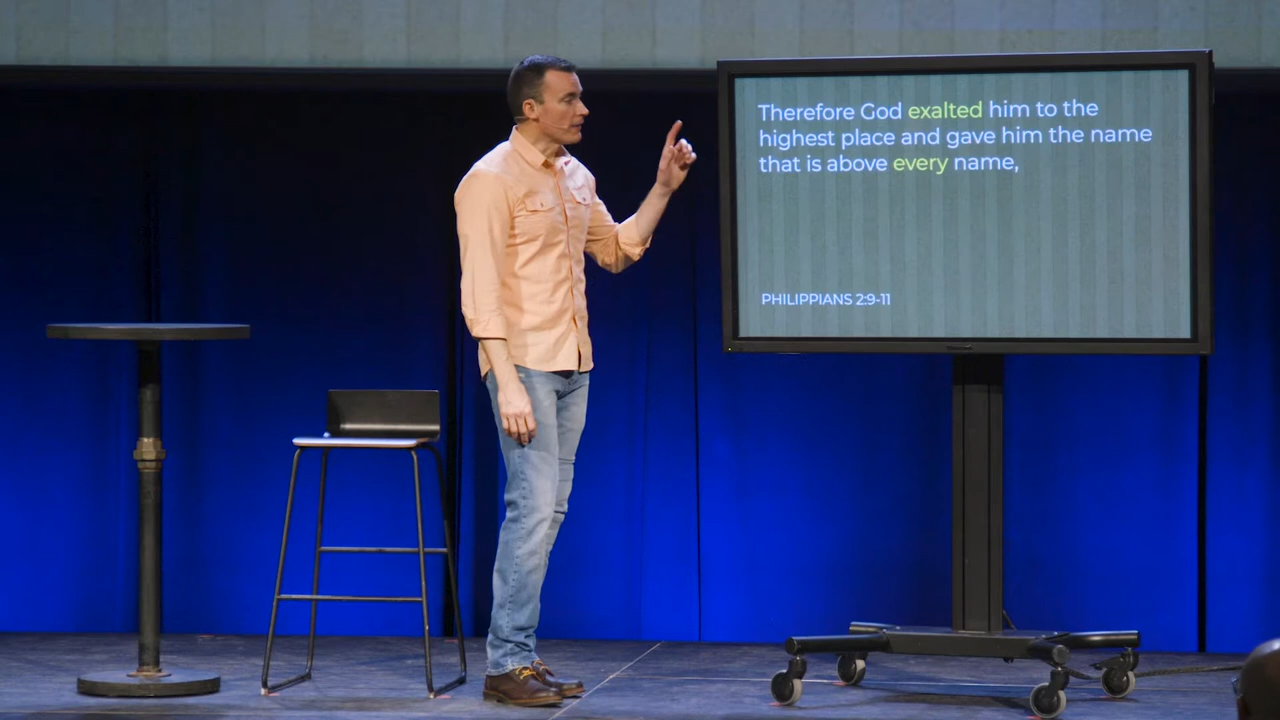 Therefore God exalted him to the
highest place and gave him the name
that is above every name,
PHILIPPIANS 2:9-11